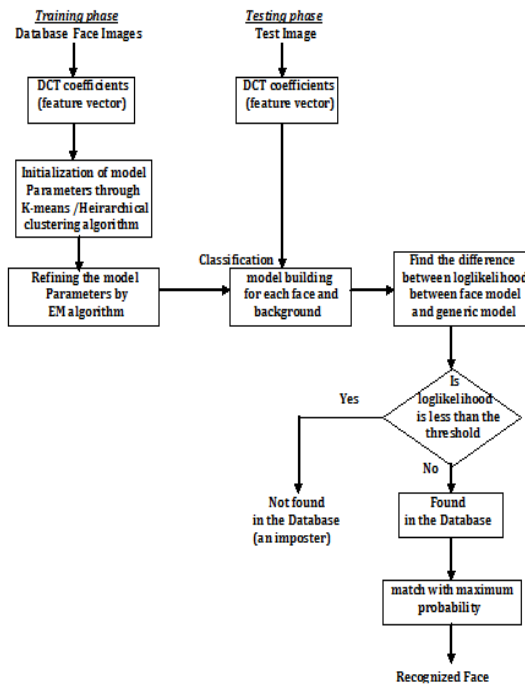 Training phase
Database Face Images
DCT coefficients
(feature vector)
Initialization of model
Parameters through
K-means /Heirarchical
clustering algorithm
Refining the model
Parameters by
EM algorithm
Testing phase
Test Image
DCT coefficients
(feature vector)
Classification
model building
for each face and
background
Find the difference
between loglikelihood
between face model
and generic model
Is
loglikelihood
is less than the
threshold
Yes
Not found
in the Database
(an imposter)
No
Found
in the Database
match with maximum
probability
Recognized Face